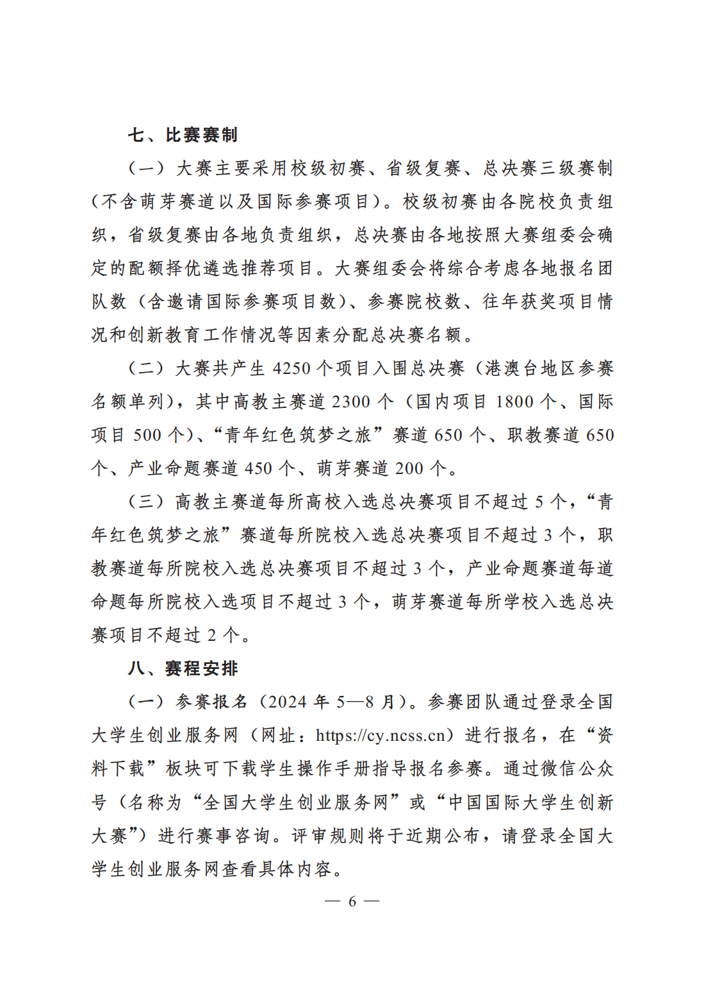 七、比赛赛制
（一）大赛主要采用校级初赛、省级复赛、总决赛三级赛制
（不含萌芽赛道以及国际参赛项目）。校级初赛由各院校负责组
织，省级复赛由各地负责组织，总决赛由各地按照大赛组委会确
定的配额择优遴选推荐项目。大赛组委会将综合考虑各地报名团
队数（含邀请国际参赛项目数）、参赛院校数、往年获奖项目情
况和创新教育工作情况等因素分配总决赛名额。
（二）大赛共产生 4250 个项目入围总决赛（港澳台地区参赛
名额单列），其中高教主赛道 2300 个（国内项目 1800 个、国际
项目 500 个）、“青年红色筑梦之旅”赛道 650 个、职教赛道 650
个、产业命题赛道 450 个、萌芽赛道 200 个。
（三）高教主赛道每所高校入选总决赛项目不超过 5 个，“青
年红色筑梦之旅”赛道每所院校入选总决赛项目不超过 3 个，职
教赛道每所院校入选总决赛项目不超过 3 个，产业命题赛道每道
命题每所院校入选项目不超过 3 个，萌芽赛道每所学校入选总决
赛项目不超过 2 个。
八、赛程安排
（一）参赛报名（2024 年 5—8 月）。参赛团队通过登录全国
大学生创业服务网（网址：https://cy.ncss.cn）进行报名，在“资
料下载”板块可下载学生操作手册指导报名参赛。通过微信公众
号（名称为“全国大学生创业服务网”或“中国国际大学生创新
大赛”）进行赛事咨询。评审规则将于近期公布，请登录全国大
学生创业服务网查看具体内容。
— 6 —